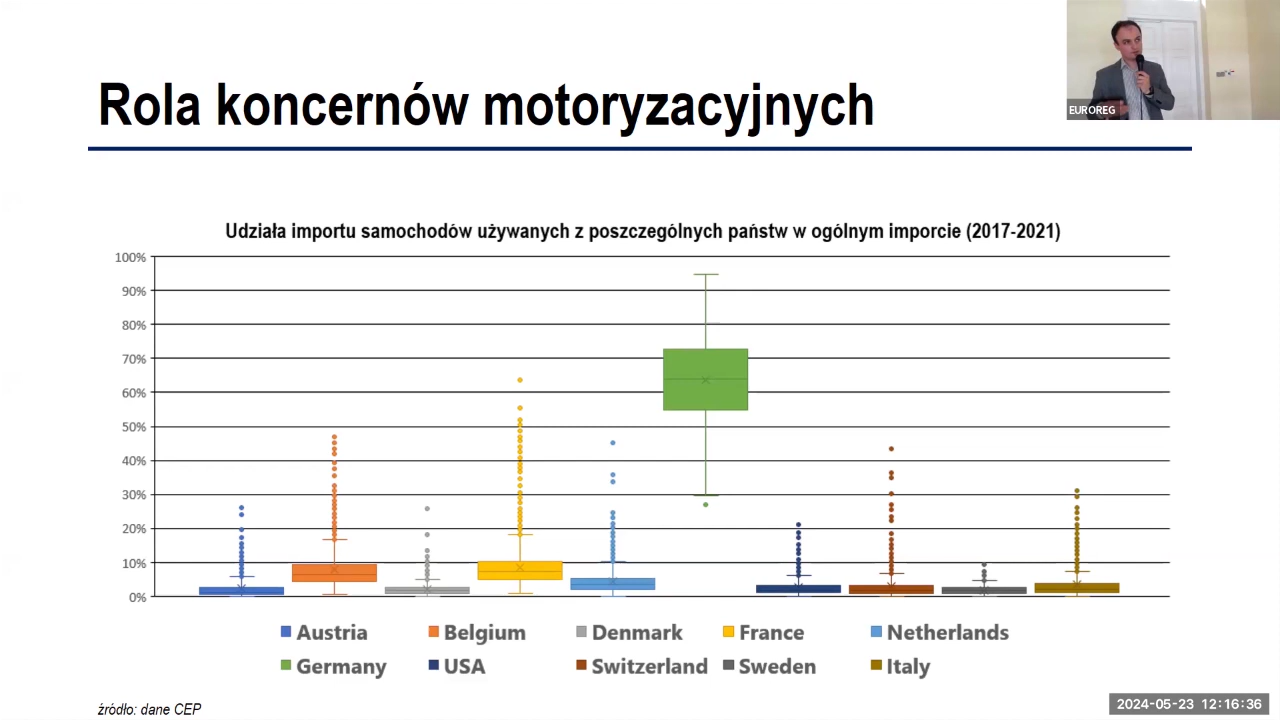 Rola koncernów motoryzacyjnych
EUROREG
Udziała importu samochodów używanych z poszczególnych państw w ogólnym imporcie (2017-2021)
100%
90%
80%
70%
60%
50%
40%
30%
20%
10%
0%
Austria Belgium Denmark France Netherlands
Germany USA Switzerland Sweden Italy
źródło: dane CEP
2024-05-23 12:16:36